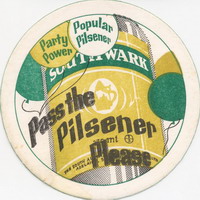 Party
Power
Popular
Pilsener
SOUTHWARK
Pass the
Pilsener
Please